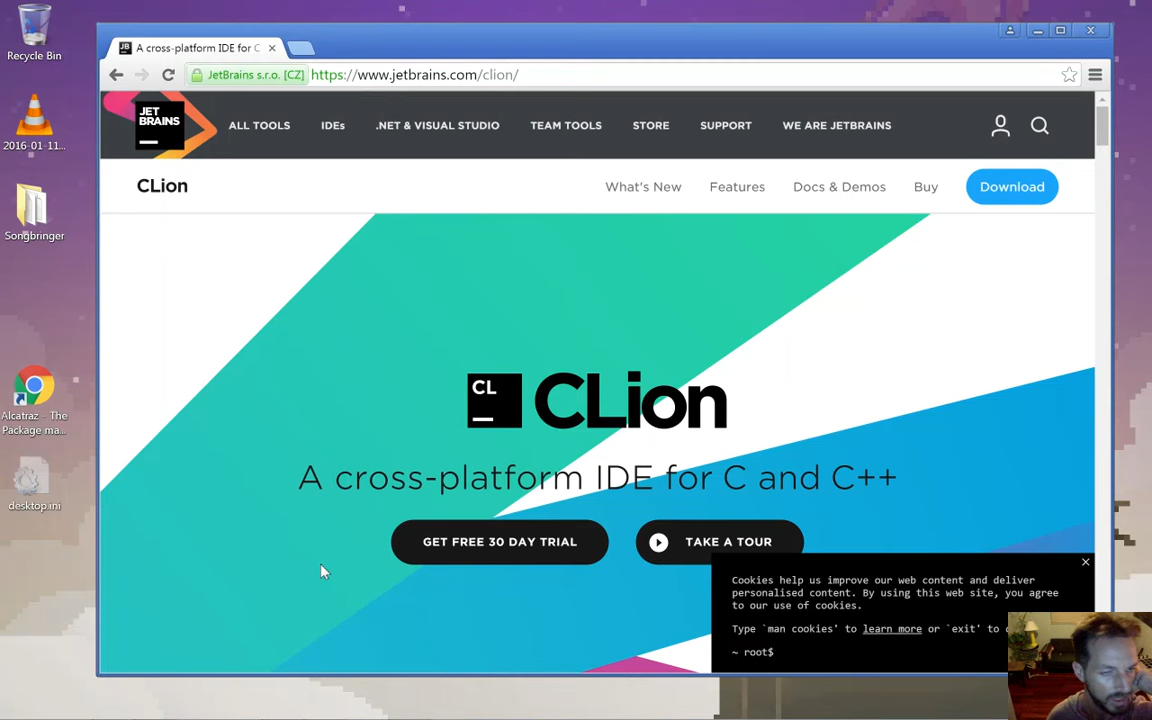 Recycle Bin
2016-01-11...
Songbringer
Alcatraz - The
Package ma...
desktop.ini
A cross-platform IDE for C
JetBrains s.r.o. [CZ] https://www.jetbrains.com/clion/
JET
BRAINS
ALL TOOLS IDEs .NET & VISUAL STUDIO TEAM TOOLS STORE SUPPORT WE ARE JETBRAINS
CLion What's New Features Docs & Demos Buy Download
CL CLion
A cross-platform IDE for C and C++
GET FREE 30 DAY TRIAL TAKE A TOUR
Cookies help us improve our web content and deliver
personalised content. By using this web site, you agree
to our use of cookies.
Type `man cookies' to learn more or `exit' to
~ root$